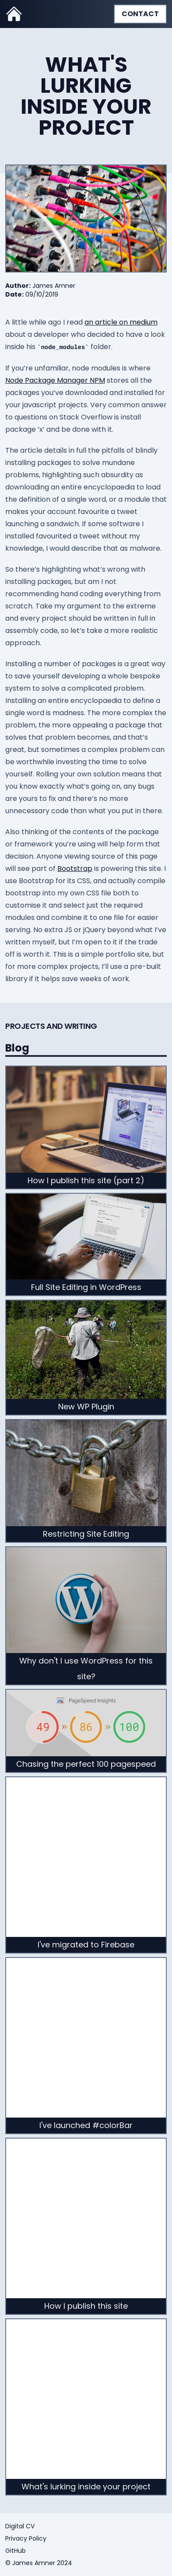 CONTACT
WHAT'S
LURKING
INSIDE YOUR
PROJECT
Author: James Amner
Date: 09/10/2019
A little while ago I read an article on medium
about a developer who decided to have a look
inside his `node_modules` folder.
If you're unfamiliar, node modules is where
Node Package Manager NPM stores all the
packages you've downloaded and installed for
your javascript projects. Very common answer
to questions on Stack Overflow is install
package 'x' and be done with it.
The article details in full the pitfalls of blindly
installing packages to solve mundane
problems, highlighting such absurdity as
downloading an entire encyclopaedia to load
the definition of a single word, or a module that
makes your account favourite a tweet
launching a sandwich. If some software I
installed favourited a tweet without my
knowledge, I would describe that as malware.
So there's highlighting what's wrong with
installing packages, but am I not
recommending hand coding everything from
scratch. Take my argument to the extreme
and every project should be written in full in
assembly code, so let's take a more realistic
approach.
Installing a number of packages is a great way
to save yourself developing a whole bespoke
system to solve a complicated problem.
Installing an entire encyclopaedia to define a
single word is madness. The more complex the
problem, the more appealing a package that
solves that problem becomes, and that's
great, but sometimes a complex problem can
be worthwhile investing the time to solve
yourself. Rolling your own solution means that
you know exactly what's going on, any bugs
are yours to fix and there's no more
unnecessary code than what you put in there.
Also thinking of the contents of the package
or framework you're using will help form that
decision. Anyone viewing source of this page
will see part of Bootstrap is powering this site. I
use Bootstrap for its CSS, and actually compile
bootstrap into my own CSS file both to
customise it and select just the required
modules and combine it to one file for easier
serving. No extra JS or jQuery beyond what I've
written myself, but I'm open to it if the trade
off is worth it. This is a simple portfolio site, but
for more complex projects, I'll use a pre-built
library if it helps save weeks of work.
PROJECTS AND WRITING
Blog
How I publish this site (part 2)
Full Site Editing in WordPress
New WP Plugin
Restricting Site Editing
Why don't I use WordPress for this
site?
PageSpeed Insights
49 » 86 » 100
Chasing the perfect 100 pagespeed
I've migrated to Firebase
I've launched #colorBar
How I publish this site
What's lurking inside your project
Digital CV
Privacy Policy
GitHub
© James Amner 2024